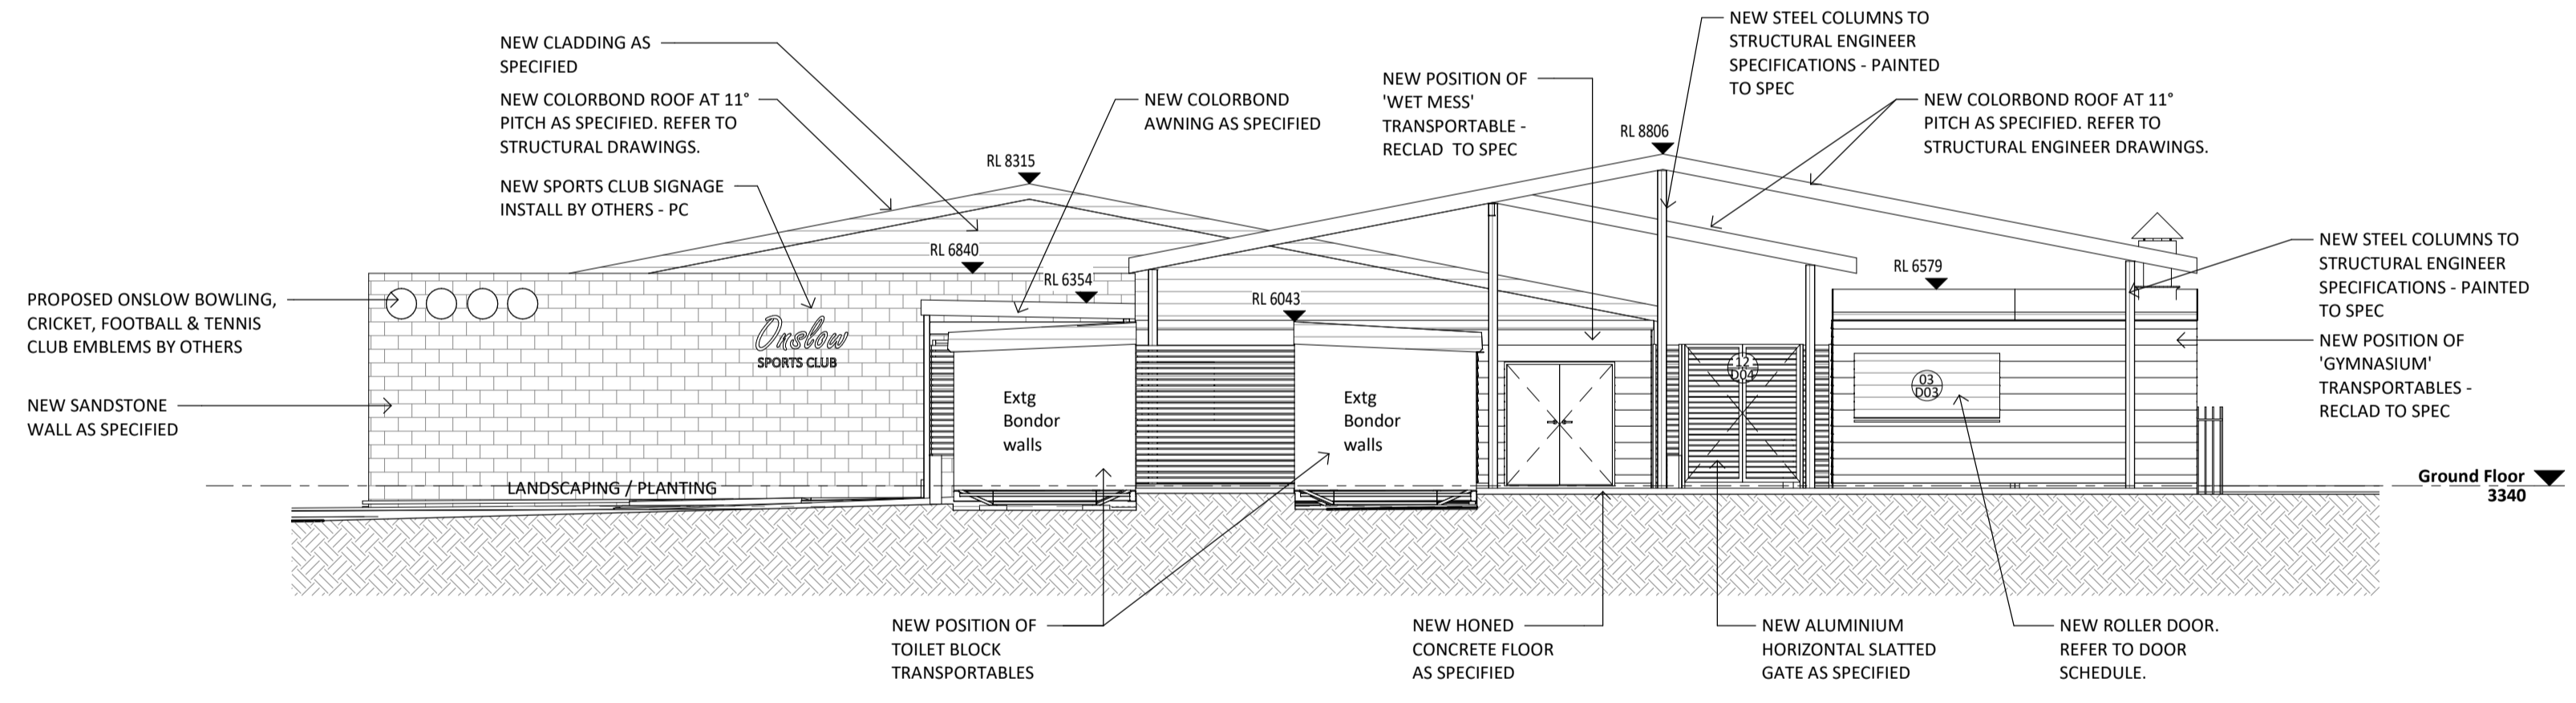 NEW CLADDING AS
SPECIFIED
NEW COLORBOND ROOF AT 11°
PITCH AS SPECIFIED. REFER TO
STRUCTURAL DRAWINGS.
NEW SPORTS CLUB SIGNAGE
INSTALL BY OTHERS - PC
PROPOSED ONSLOW BOWLING,
CRICKET, FOOTBALL & TENNIS
CLUB EMBLEMS BY OTHERS
NEW SANDSTONE
WALL AS SPECIFIED
RL 8315
RL 6840
RL 6354
RL 6043
NEW COLORBOND
AWNING AS SPECIFIED
NEW POSITION OF
'WET MESS'
TRANSPORTABLE -
RECLAD TO SPEC
NEW STEEL COLUMNS TO
STRUCTURAL ENGINEER
SPECIFICATIONS - PAINTED
TO SPEC
RL 8806
NEW COLORBOND ROOF AT 11°
PITCH AS SPECIFIED. REFER TO
STRUCTURAL ENGINEER DRAWINGS.
RL 6579
NEW STEEL COLUMNS TO
STRUCTURAL ENGINEER
SPECIFICATIONS - PAINTED
TO SPEC
NEW POSITION OF
'GYMNASIUM'
TRANSPORTABLES -
RECLAD TO SPEC
Onslow
SPORTS CLUB
Extg
Bondor
walls
Extg
Bondor
walls
12
D04
03
D03
LANDSCAPING / PLANTING
Ground Floor
3340
NEW POSITION OF
TOILET BLOCK
TRANSPORTABLES
NEW HONED
CONCRETE FLOOR
AS SPECIFIED
NEW ALUMINIUM
HORIZONTAL SLATTED
GATE AS SPECIFIED
NEW ROLLER DOOR.
REFER TO DOOR
SCHEDULE.